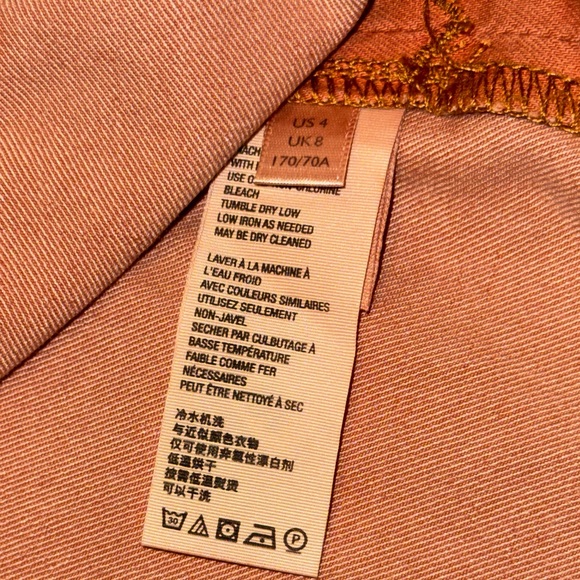 US 4
UK 8
170/70A
USE
BLEACH
TUMBLE DRY LOW
LOW IRON AS NEEDED
MAY BE DRY CLEANED
LAVER À LA MACHINE À
L'EAU FROID
AVEC COULEURS SIMILAIRES
UTILISEZ SEULEMENT
NON-JAVEL
SECHER PAR CULBUTAGE À
BASSE TEMPÉRATURE
FAIBLE COMME FER
NÉCESSAIRES
PEUT ÊTRE NETTOYÉ À SEC
冷水机洗
与近似颜色衣物
仅可使用非氯性漂白剂
低温烘干
按需低温熨烫
可以干洗
30 P